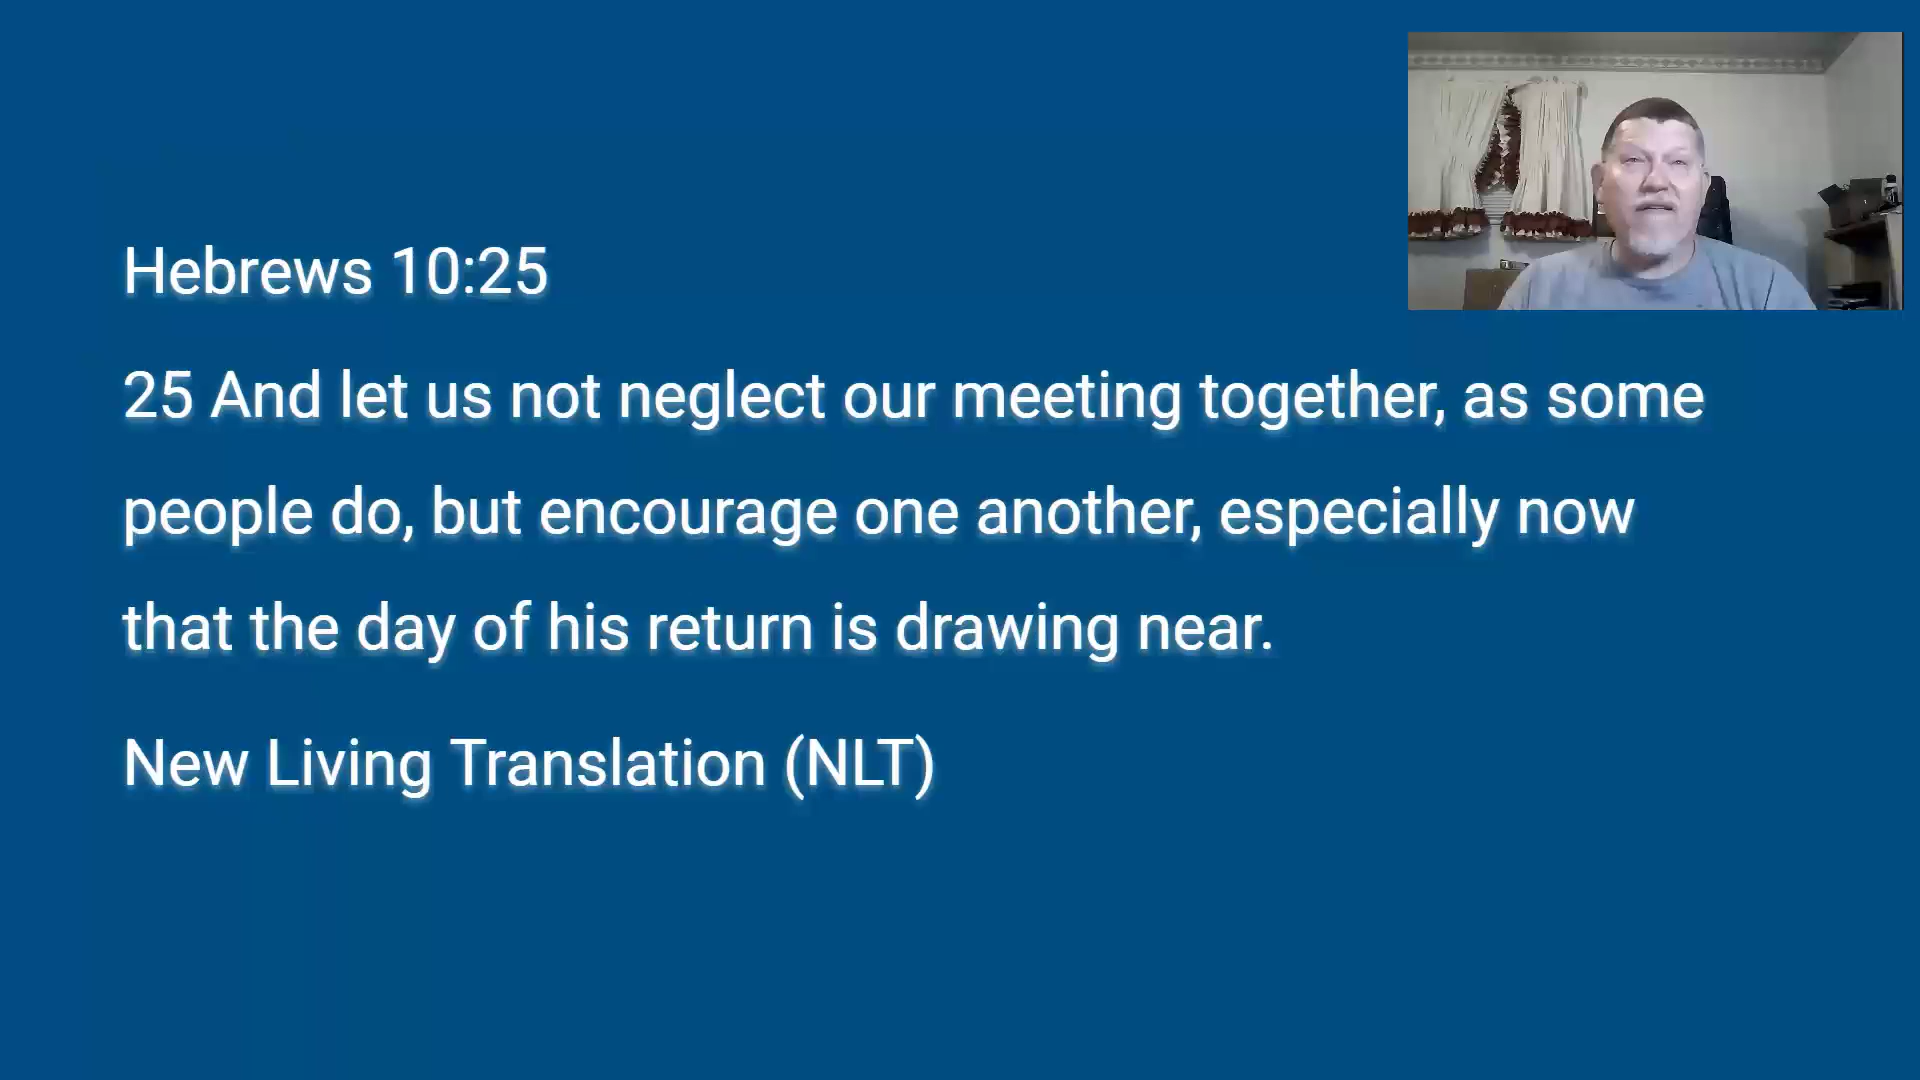 Hebrews 10:25
25 And let us not neglect our meeting together, as some
people do, but encourage one another, especially now
that the day of his return is drawing near.
New Living Translation (NLT)